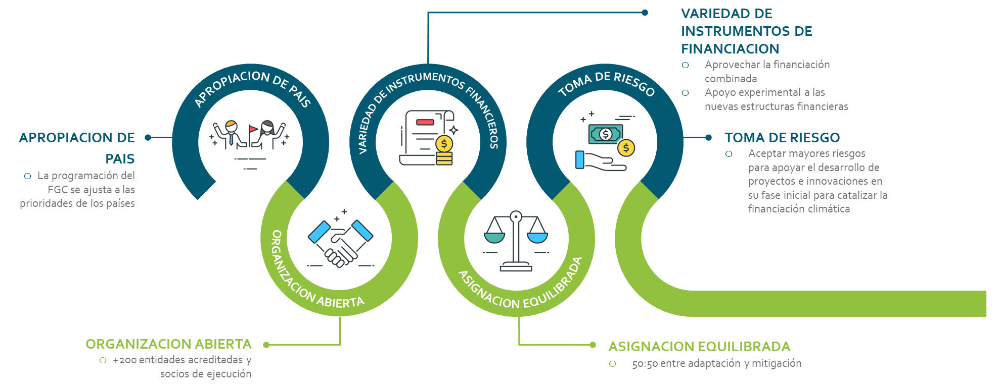 APROPIACION DE PAIS
VARIEDAD DE INSTRUMENTOS FINANCIEROS
TOMA DE RIESGO
ORGANIZACION ABIERTA
ASIGNACION EQUILIBRADA
APROPIACION DE
PAIS
o La programación del
FGC se ajusta a las
prioridades de los países
VARIEDAD DE
INSTRUMENTOS DE
FINANCIACION
o Aprovechar la financiación
combinada
o Apoyo experimental a las
nuevas estructuras financieras
TOMA DE RIESGO
o Aceptar mayores riesgos
para apoyar el desarrollo de
proyectos e innovaciones en
su fase inicial para catalizar la
financiación climática
ORGANIZACION ABIERTA
o +200 entidades acreditadas y
socios de ejecución
ASIGNACION EQUILIBRADA
o 50:50 entre adaptación y mitigación
$
$
$